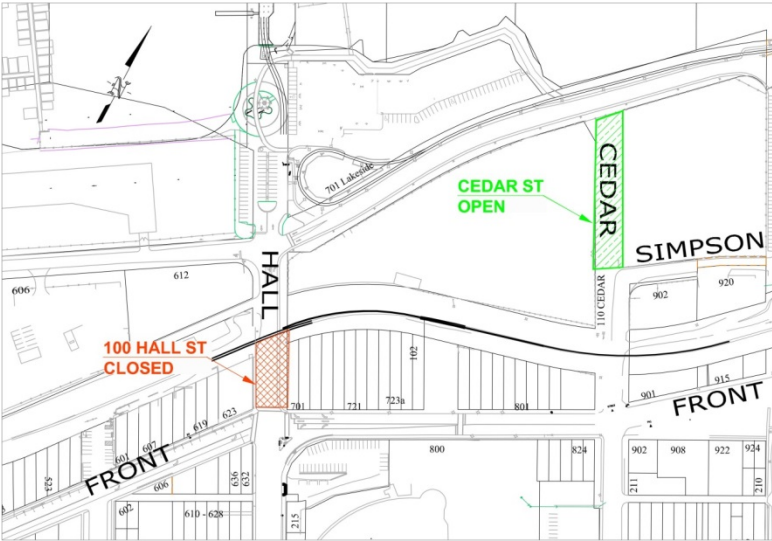 701 Lakeside
CEDAR
CEDAR ST
OPEN
SIMPSON
HALL
606
612
902
920
110 CEDAR
100 HALL ST
CLOSED
102
701
721
723a
801
901
915
FRONT
623
619
607
601
523
FRONT
606
602
636
632
610 - 628
215
800
824
902
908
922
924
211
210